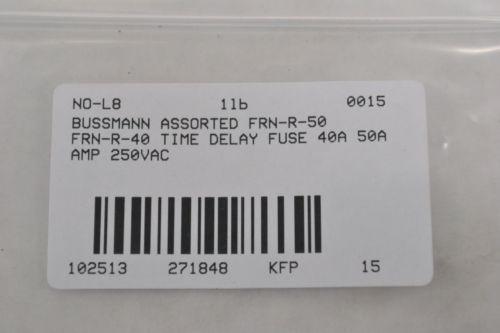 NO-L8 1lb 0015
BUSSMANN ASSORTED FRN-R-50
FRN-R-40 TIME DELAY FUSE 40A 50A
AMP 250VAC
102513 271848 KFP 15